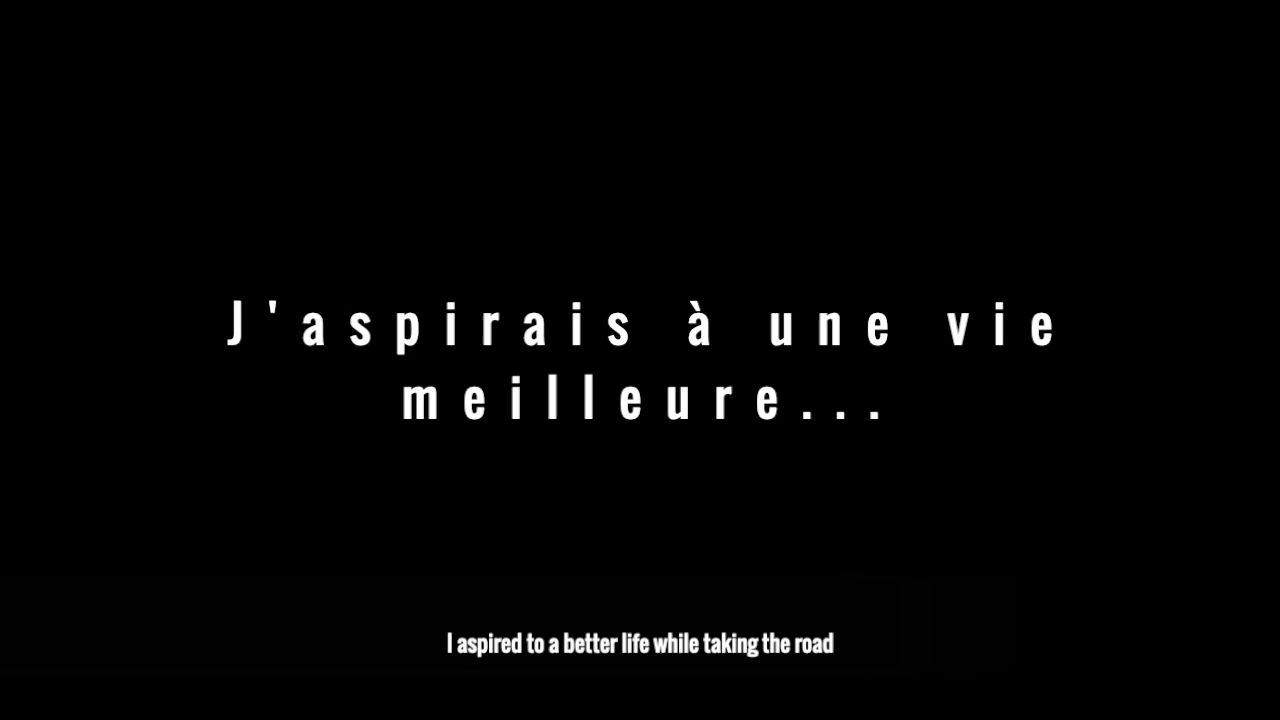 J'aspirais à une vie
meilleure...
I aspired to a better life while taking the road